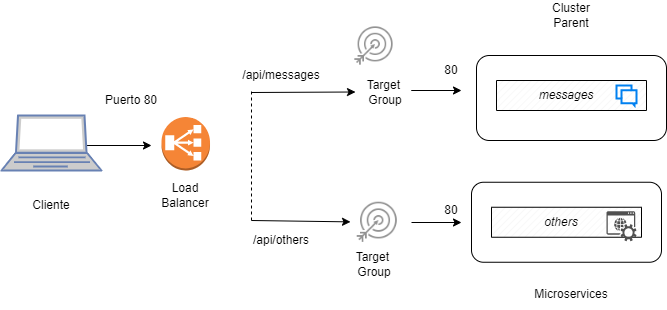 Cluster
Parent
/api/messages
Target
Group
80
messages
Puerto 80
Cliente
Load
Balancer
/api/others
Target
Group
80
others
Microservices